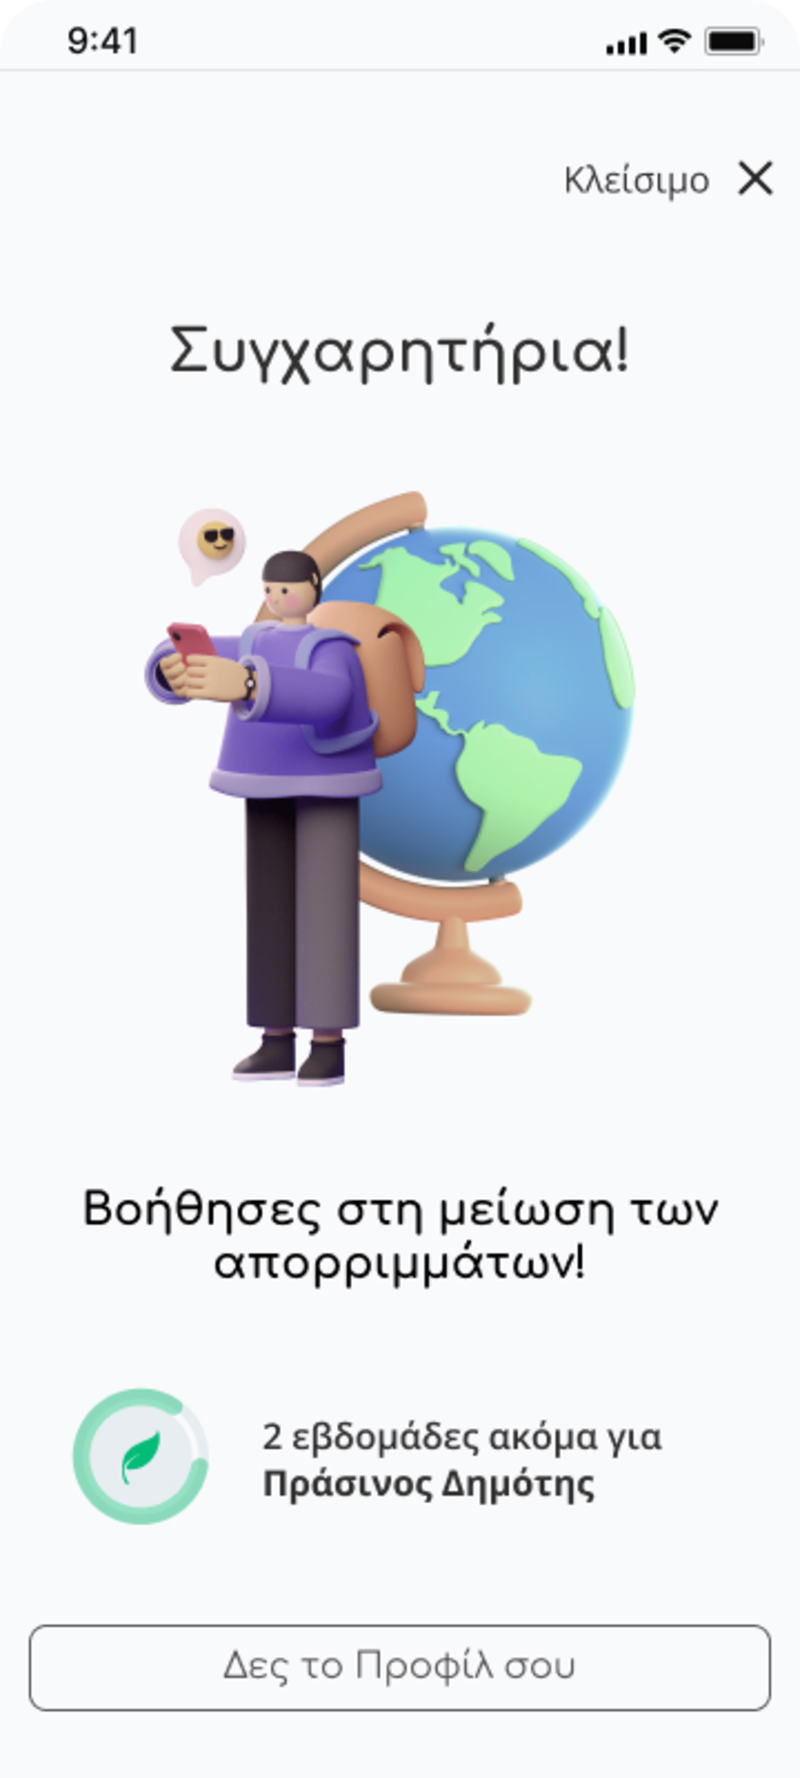 9:41
Κλείσιμο
Συγχαρητήρια!
Βοήθησες στη μείωση των
απορριμμάτων!
2 εβδομάδες ακόμα για
Πράσινος Δημότης
Δες το Προφίλ σου